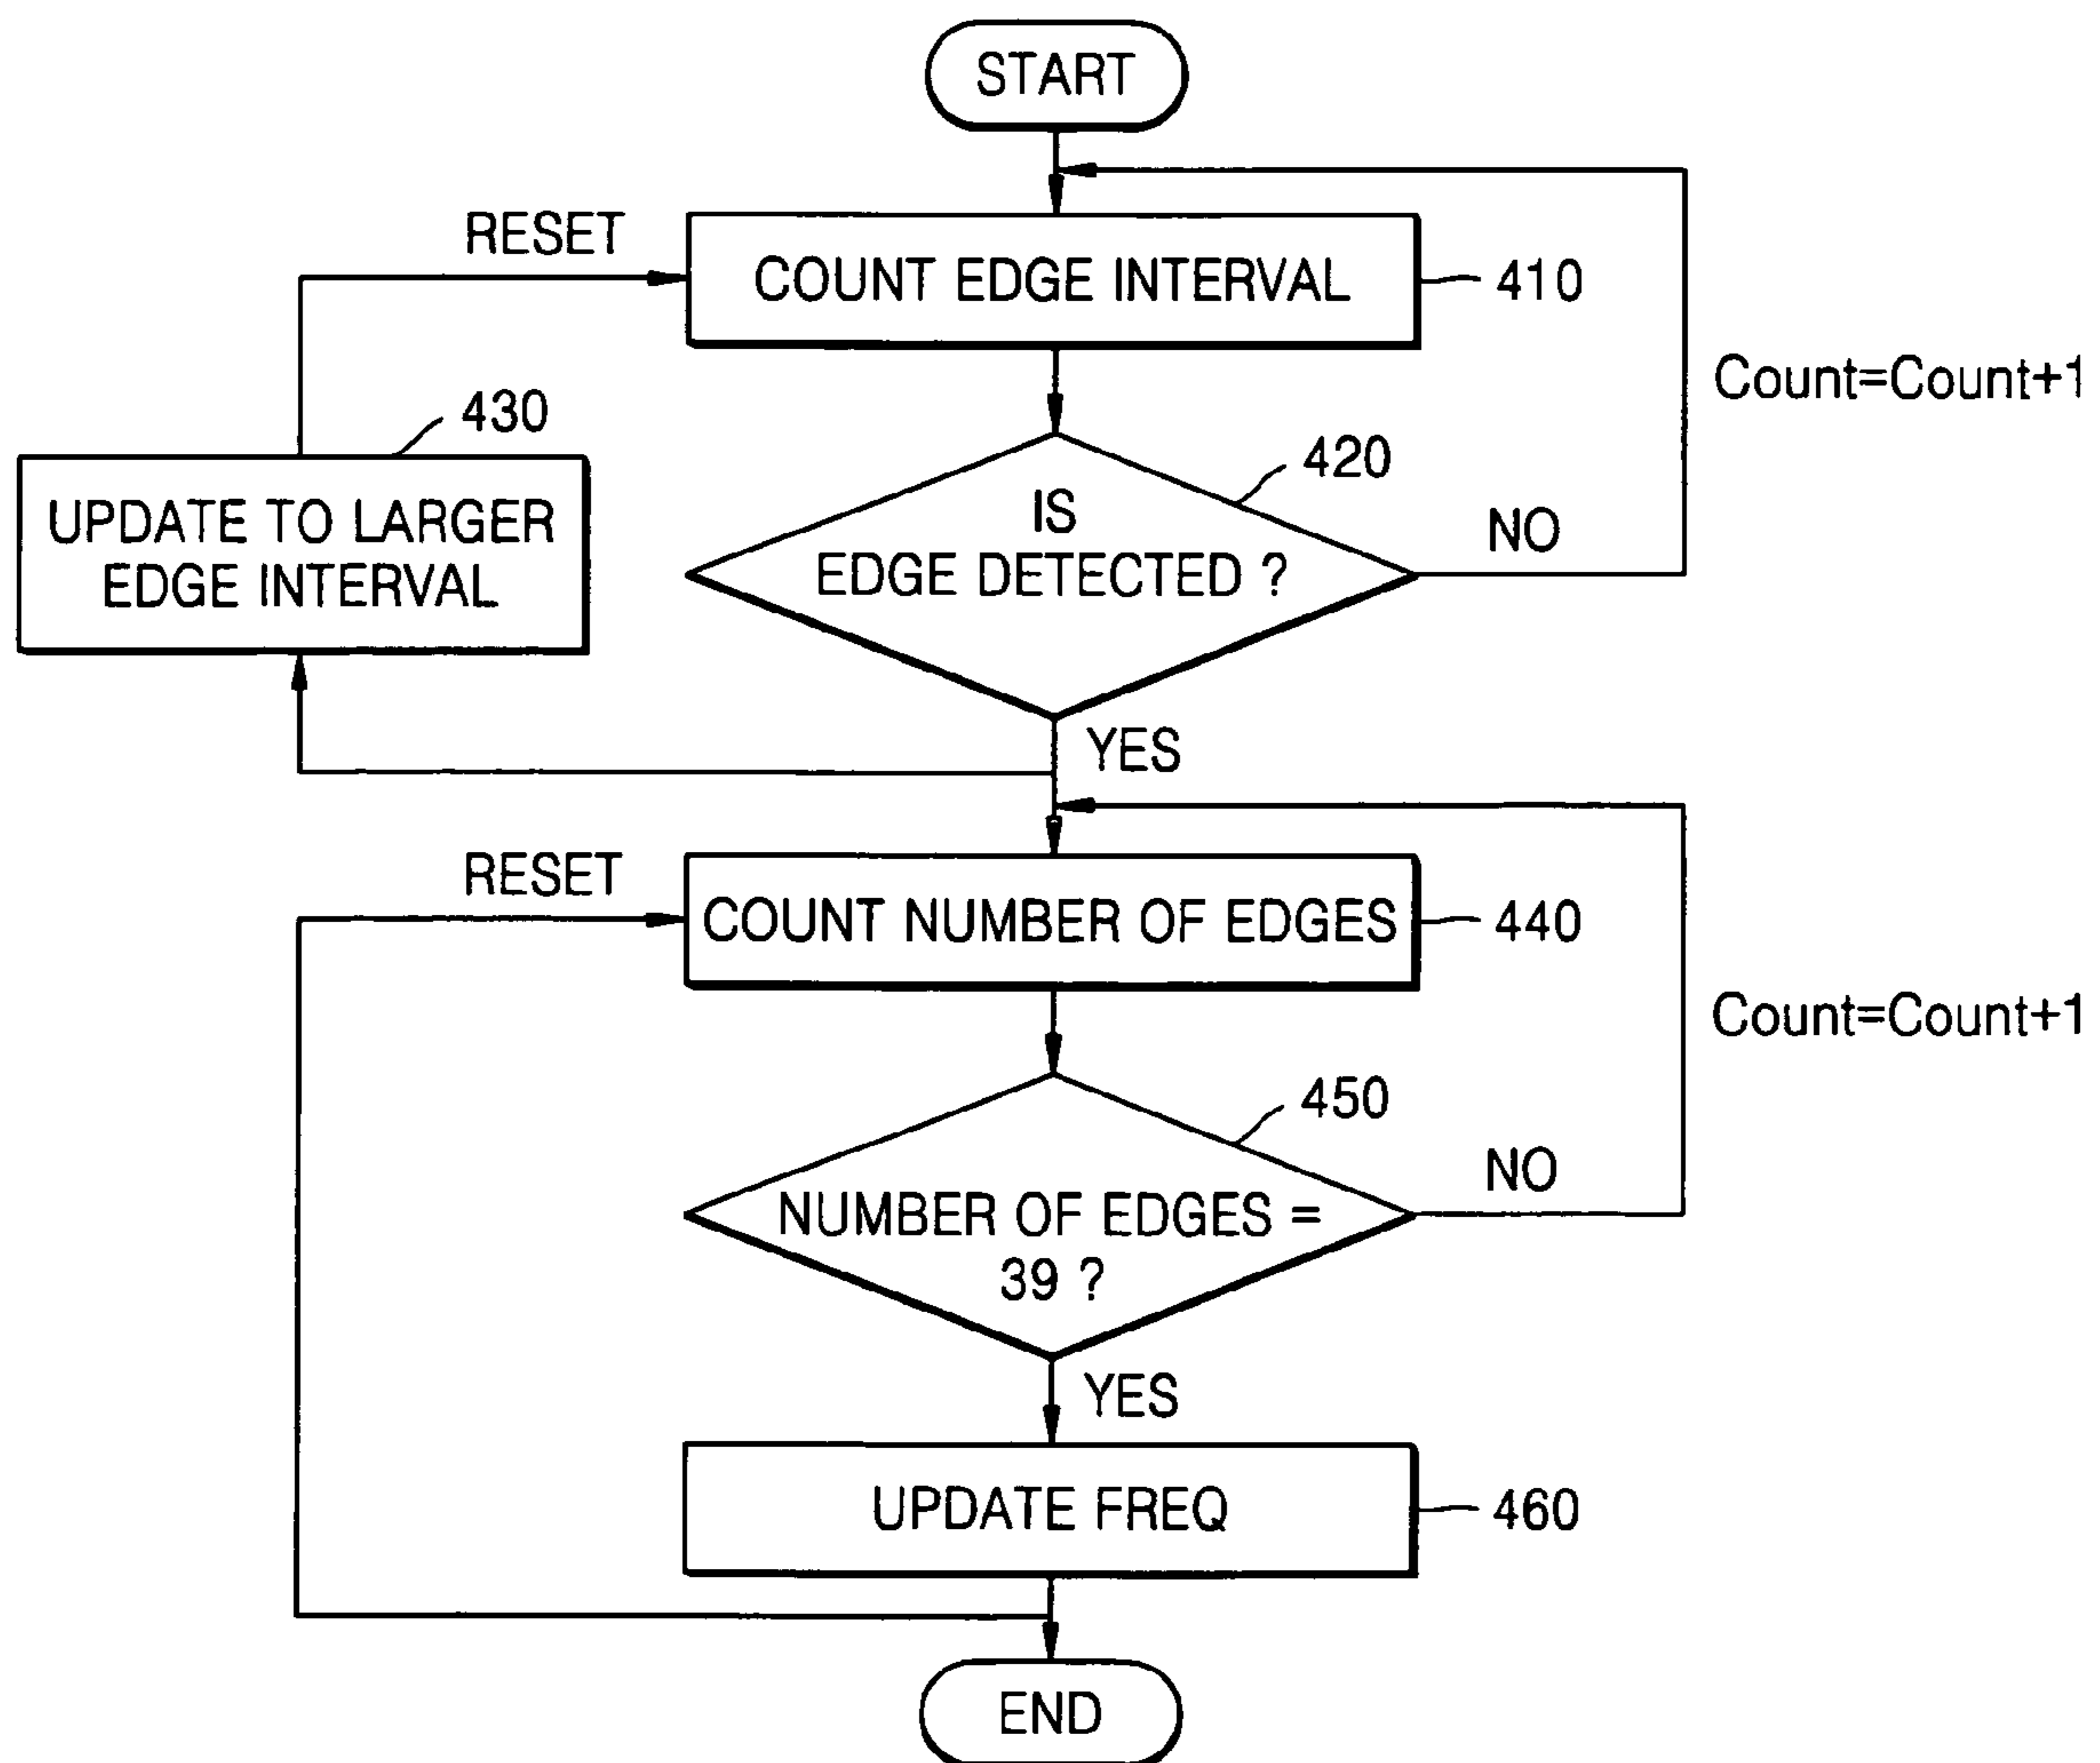 START
RESET
COUNT EDGE INTERVAL
410
Count=Count+1
430
UPDATE TO LARGER
EDGE INTERVAL
420
IS
EDGE DETECTED ?
NO
YES
RESET
COUNT NUMBER OF EDGES
440
Count=Count+1
450
NUMBER OF EDGES =
39 ?
NO
YES
UPDATE FREQ
460
END